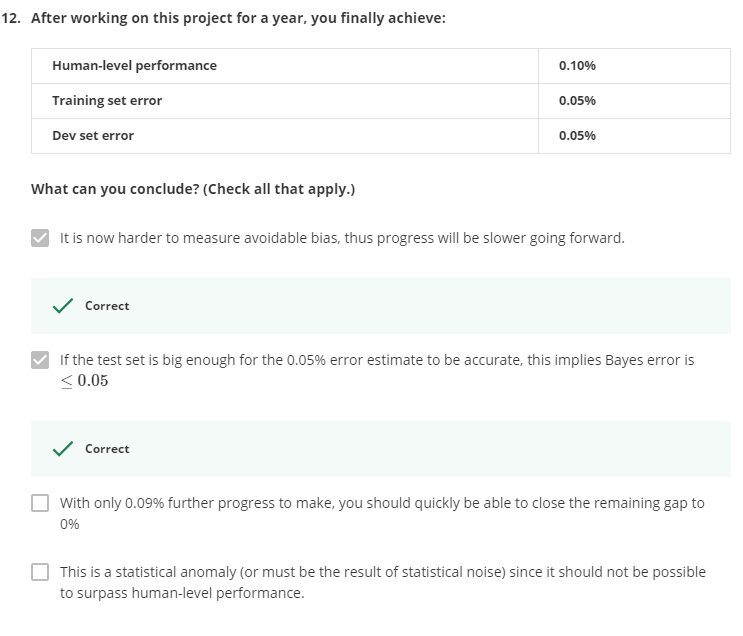 12. After working on this project for a year, you finally achieve:
Human-level performance 0.10%
Training set error 0.05%
Dev set error 0.05%
What can you conclude? (Check all that apply.)
It is now harder to measure avoidable bias, thus progress will be slower going forward.
Correct
If the test set is big enough for the 0.05% error estimate to be accurate, this implies Bayes error is
≤ 0.05
Correct
With only 0.09% further progress to make, you should quickly be able to close the remaining gap to
0%
This is a statistical anomaly (or must be the result of statistical noise) since it should not be possible
to surpass human-level performance.